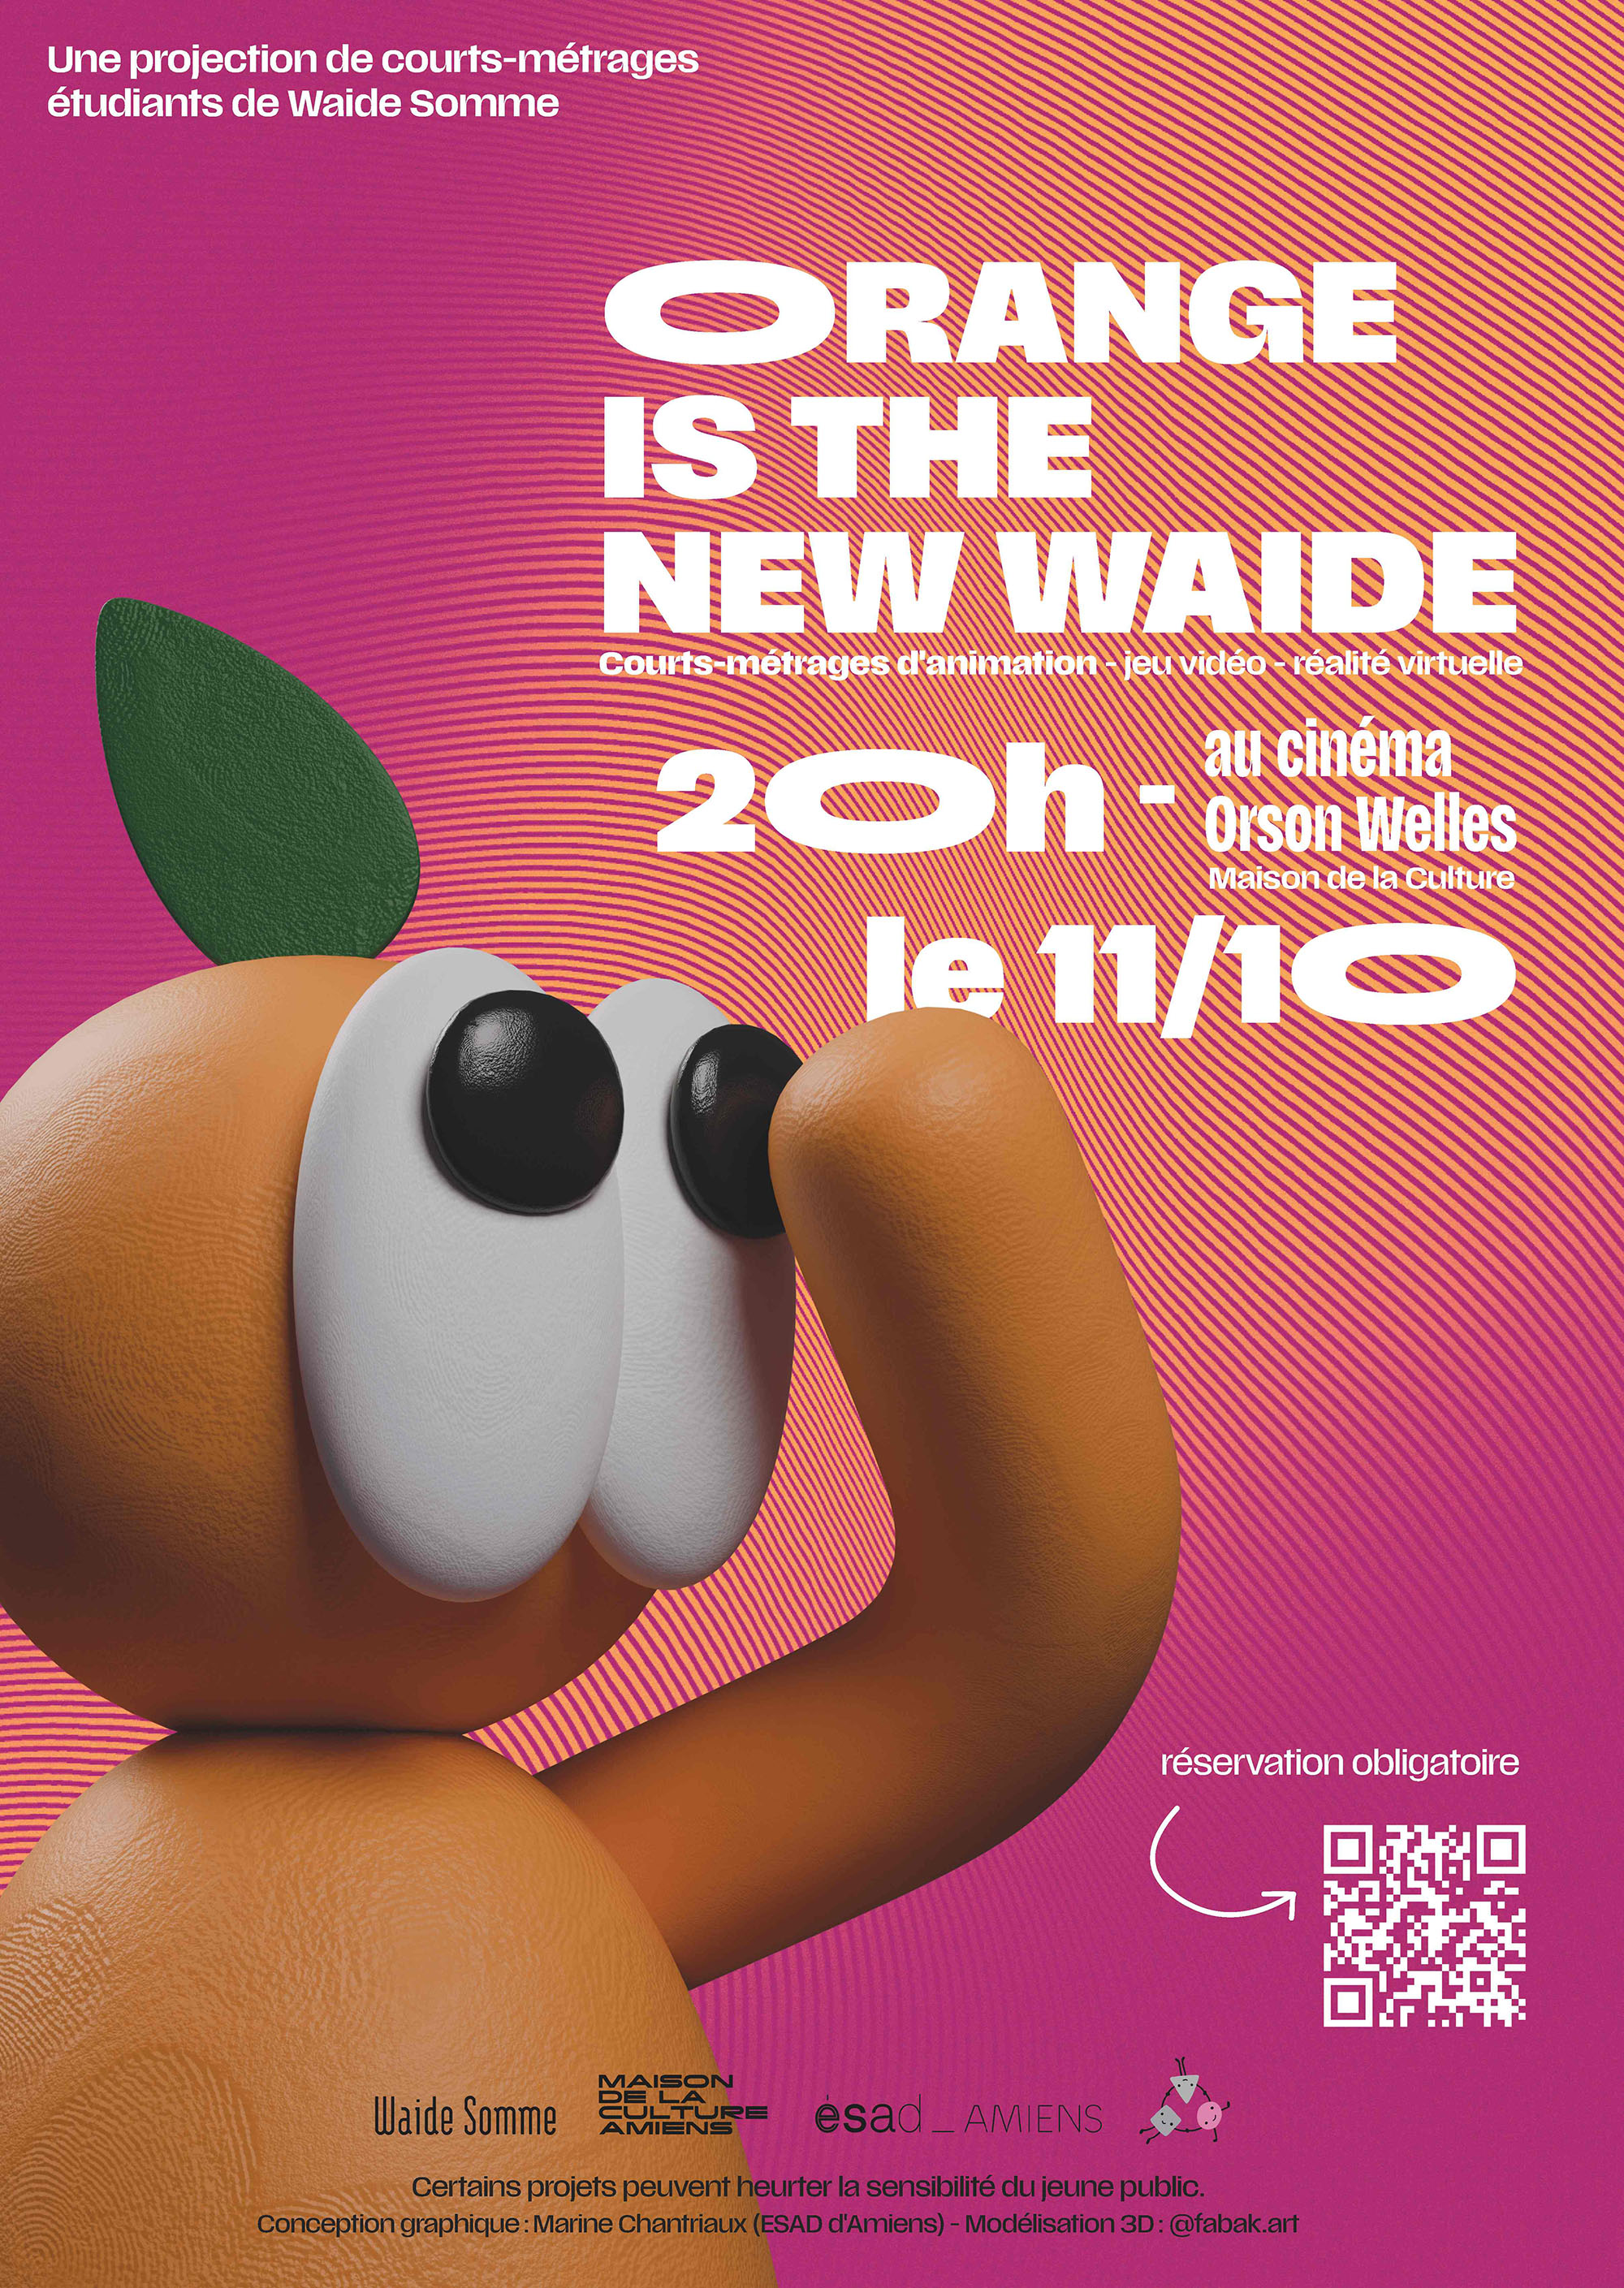 Une projection de courts-métrages
étudiants de Waide Somme
ORANGE
IS THE
NEW WAIDE
Courts-métrages d'animation - jeu vidéo - réalité virtuelle
20h - au cinéma
Orson Welles
Maison de la Culture
le 11/10
réservation obligatoire
Waide Somme
MAISON
DE LA
CULTURE
AMIENS
ésad_AMIENS
Certains projets peuvent heurter la sensibilité du jeune public.
Conception graphique : Marine Chantriaux (ESAD d'Amiens) - Modélisation 3D : @fabak.art